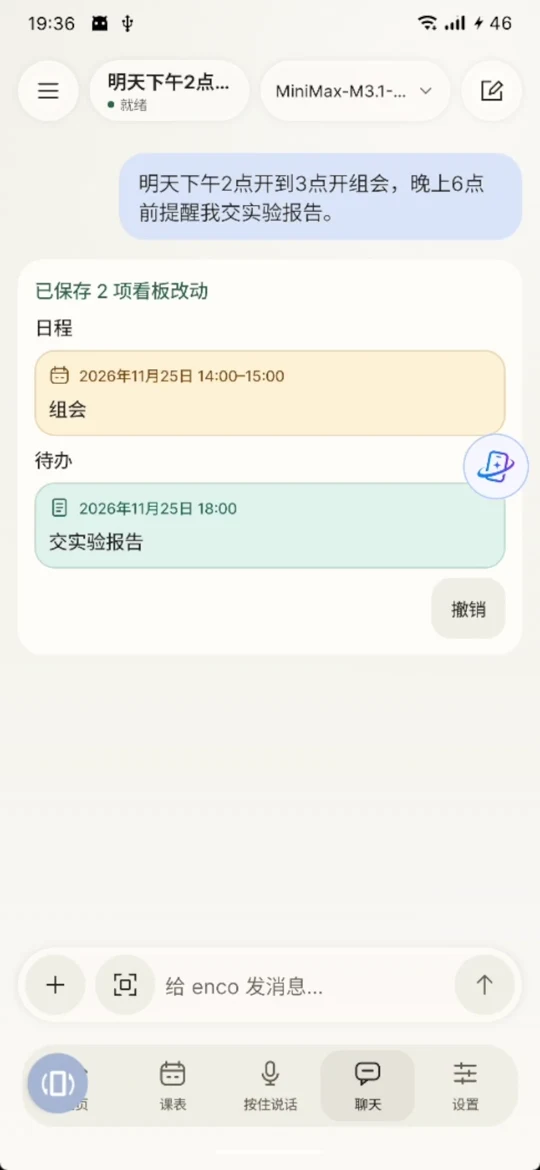 19:36
46
明天下午2点...
就绪
MiniMax-M3.1-...
明天下午2点开到3点开组会，晚上6点
前提醒我交实验报告。
已保存 2 项看板改动
日程
2026年11月25日 14:00–15:00
组会
待办
2026年11月25日 18:00
交实验报告
撤销
给 enco 发消息...
页
课表
按住说话
聊天
设置